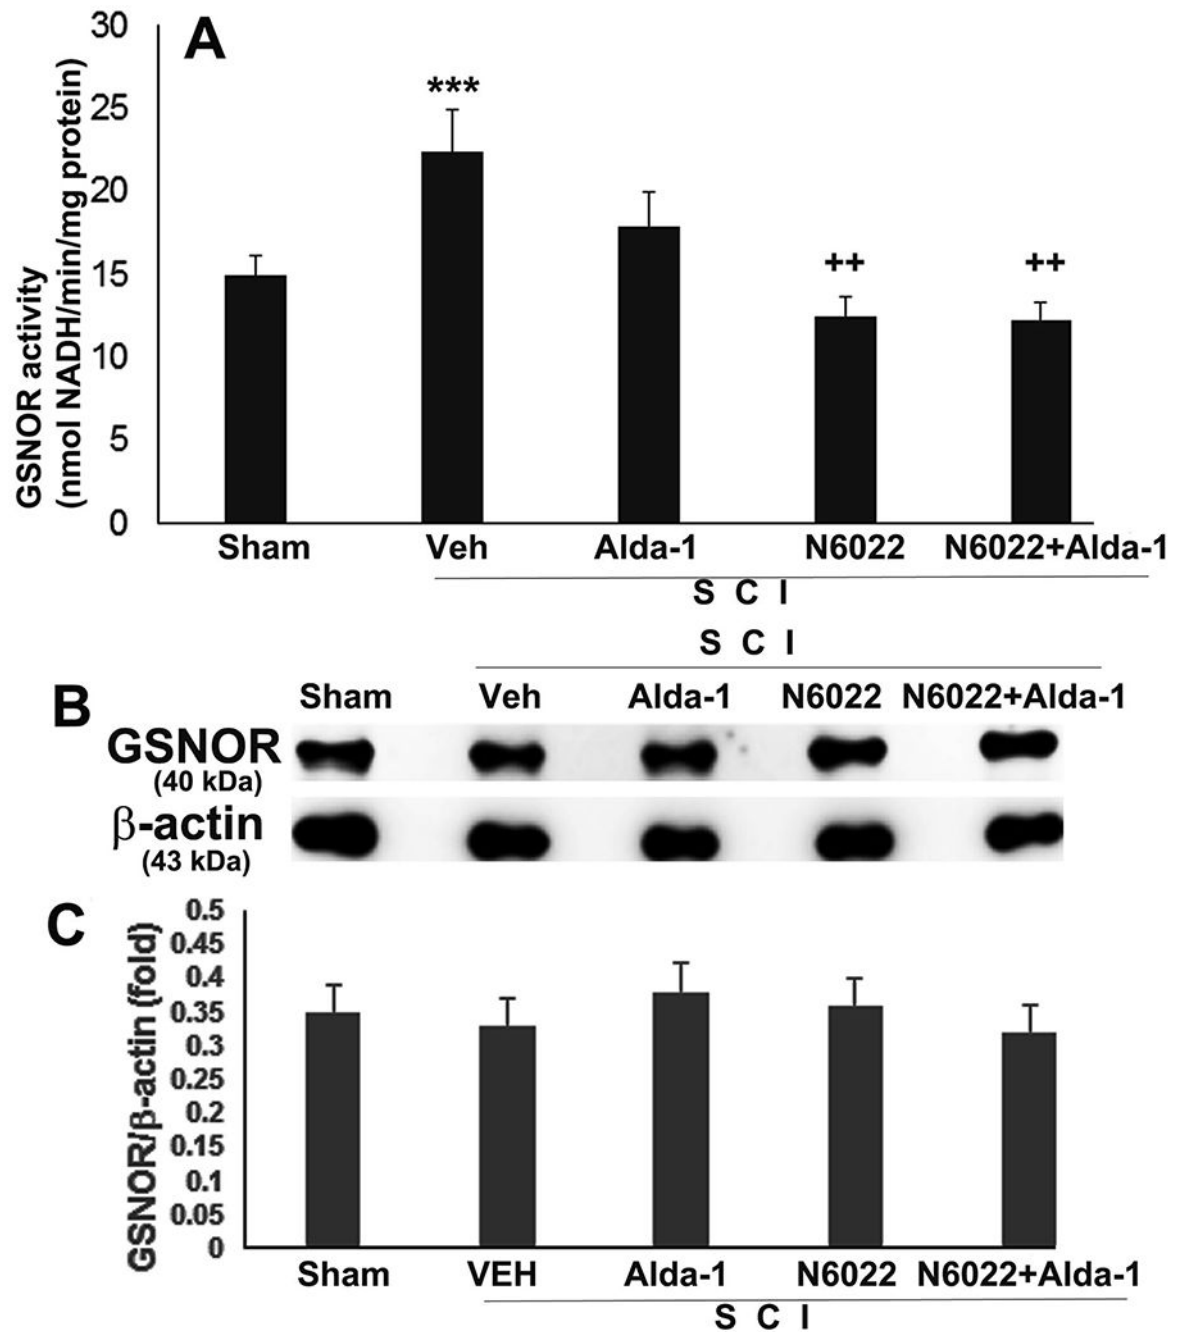 A
30
25
20
15
10
5
0
GSNOR activity
(nmol NADH/min/mg protein)
***
++
++
Sham Veh Alda-1 N6022 N6022+Alda-1
S C I
S C I
B
Sham Veh Alda-1 N6022 N6022+Alda-1
GSNOR
(40 kDa)
β-actin
(43 kDa)
C
GSNOR/β-actin (fold)
0.5
0.45
0.4
0.35
0.3
0.25
0.2
0.15
0.1
0.05
0
Sham VEH Alda-1 N6022 N6022+Alda-1
S C I